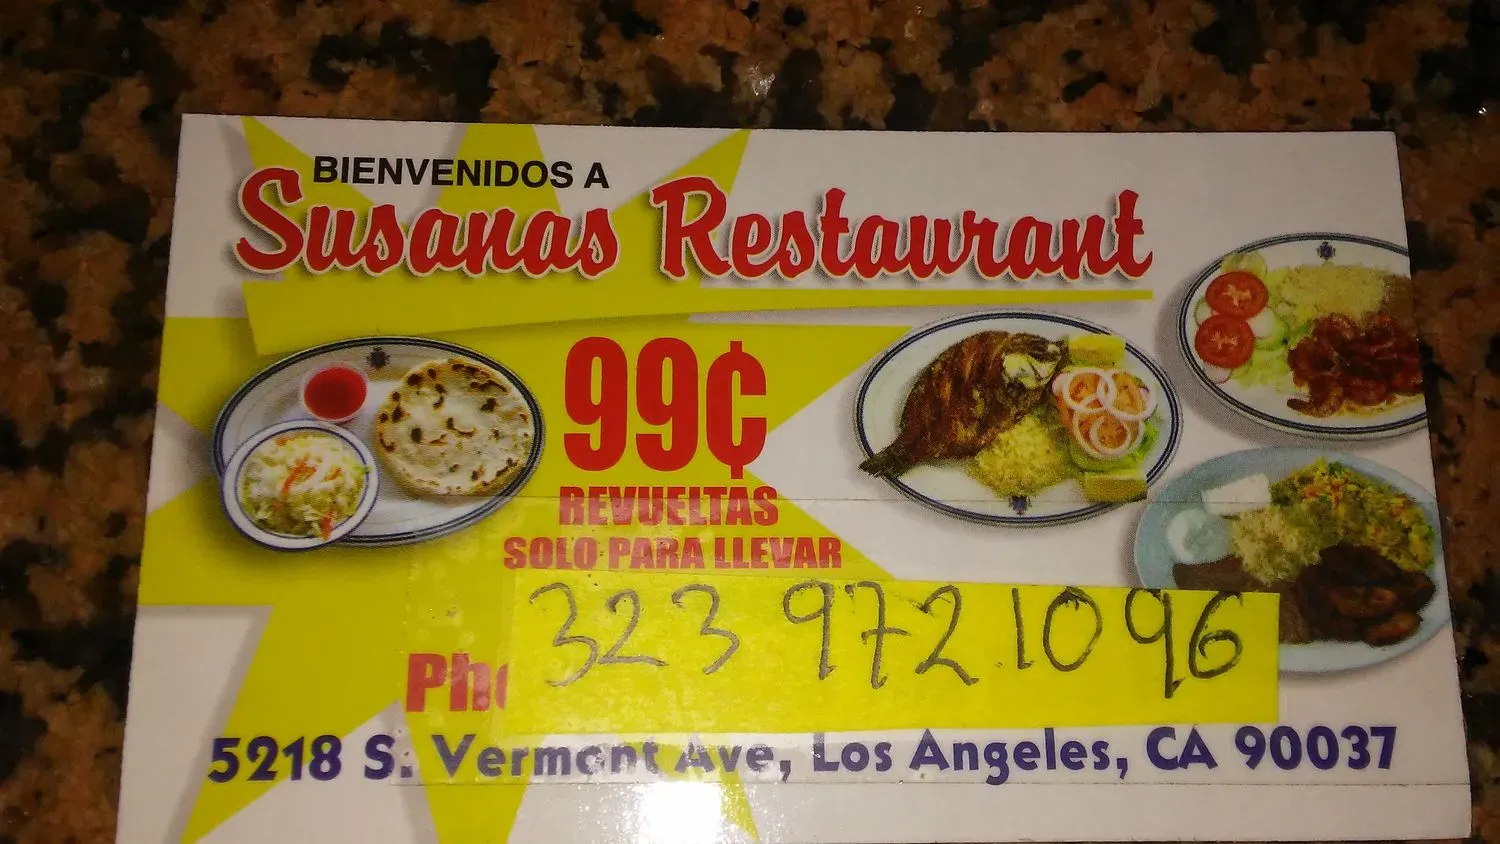 BIENVENIDOS A
Susanas Restaurant
99¢
REVUELTAS
SOLO PARA LLEVAR
323 972.1096
5218 S. Vermont Ave, Los Angeles, CA 90037